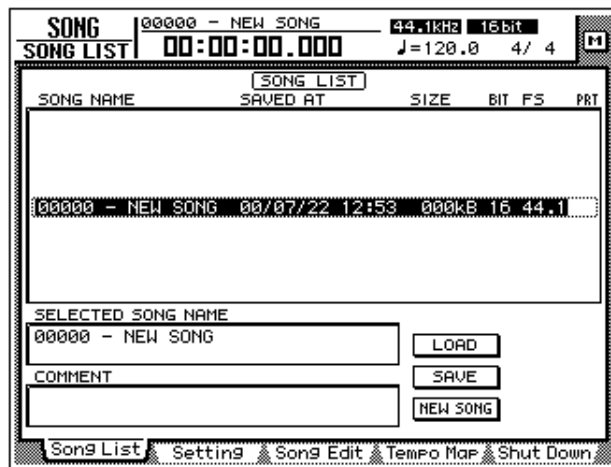 SONG 00000 - NEW SONG 44.1kHz 16bit
SONG LIST 00:00:00.000 ♩=120.0 4/ 4 M
SONG LIST
SONG NAME SAVED AT SIZE BIT FS PRT
00000 - NEW SONG 00/07/22 12:53 000kB 16 44.1
SELECTED SONG NAME
00000 - NEW SONG
LOAD
COMMENT
SAVE
NEW SONG
Song List Setting Song Edit Tempo Map Shut Down